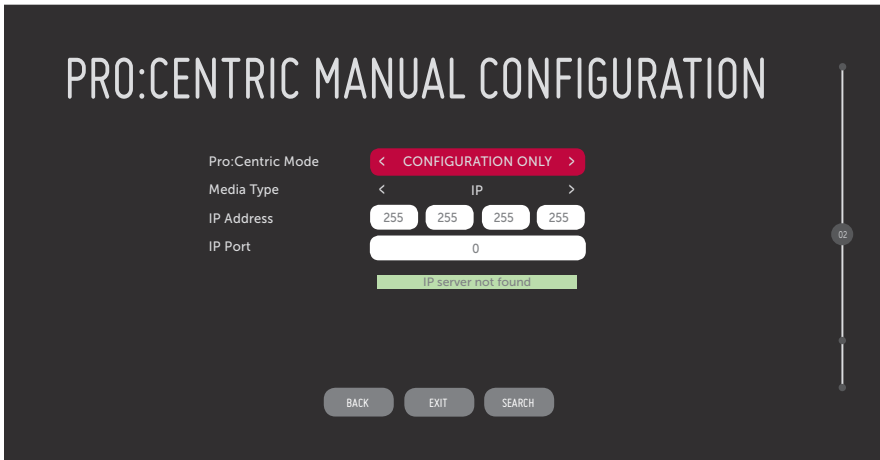 PRO:CENTRIC MANUAL CONFIGURATION
Pro:Centric Mode < CONFIGURATION ONLY >
Media Type < IP >
IP Address 255 255 255 255
02
IP Port 0
IP server not found
BACK EXIT SEARCH